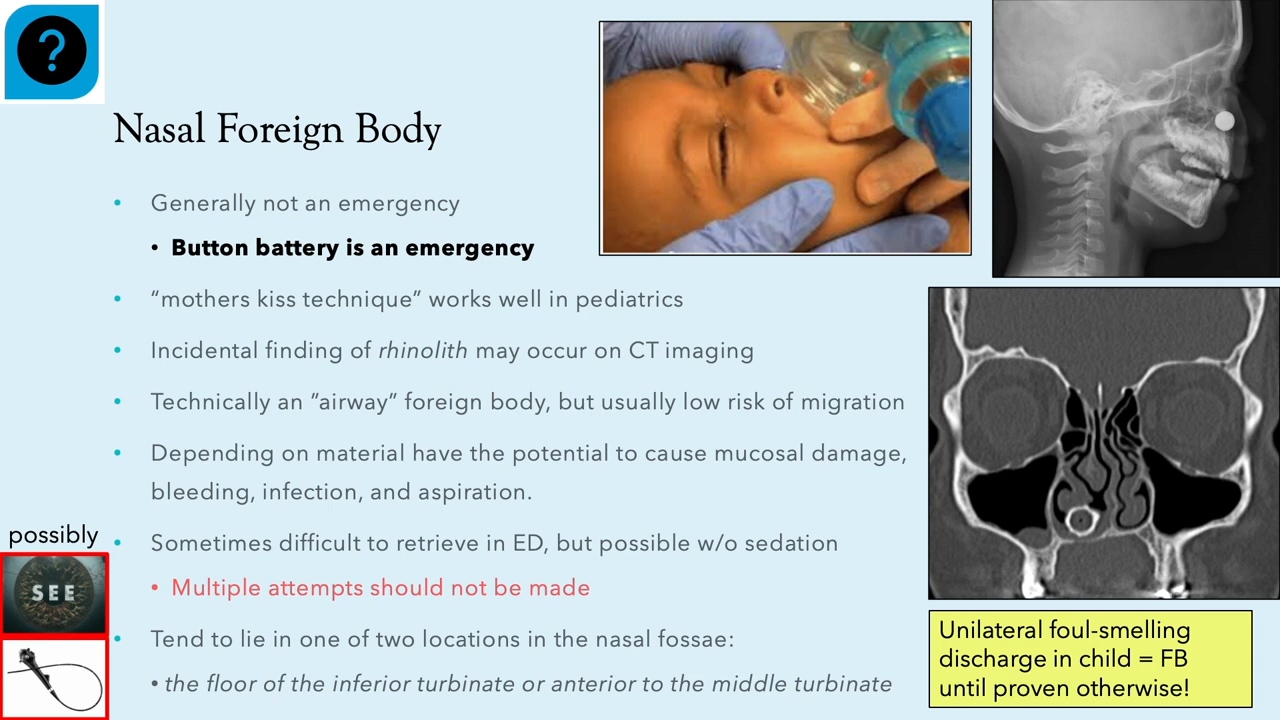 ?
Nasal Foreign Body
• Generally not an emergency
• Button battery is an emergency
• “mothers kiss technique” works well in pediatrics
• Incidental finding of rhinolith may occur on CT imaging
• Technically an “airway” foreign body, but usually low risk of migration
• Depending on material have the potential to cause mucosal damage,
bleeding, infection, and aspiration.
possibly
• Sometimes difficult to retrieve in ED, but possible w/o sedation
SEE
• Multiple attempts should not be made
• Tend to lie in one of two locations in the nasal fossae:
• the floor of the inferior turbinate or anterior to the middle turbinate
Unilateral foul-smelling
discharge in child = FB
until proven otherwise!